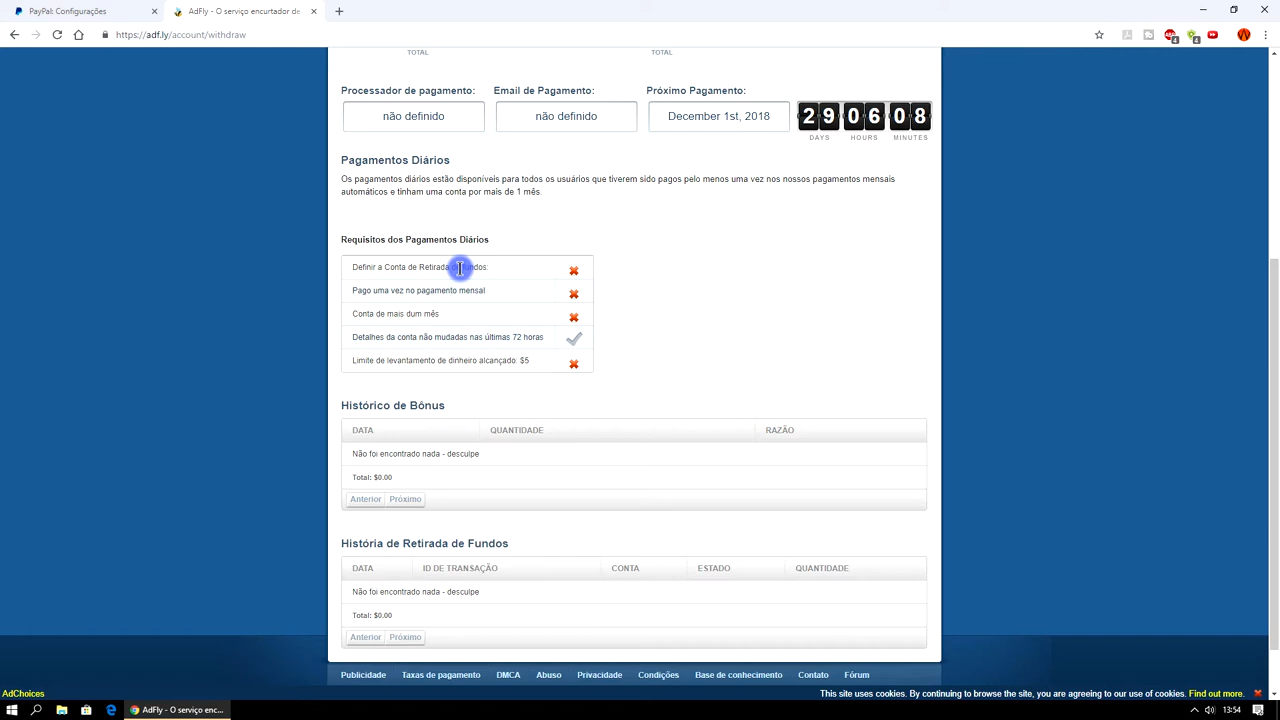 PayPal: Configurações
AdFly - O serviço encurtador de
https://adf.ly/account/withdraw
TOTAL
TOTAL
Processador de pagamento:
Email de Pagamento:
Próximo Pagamento:
não definido
não definido
December 1st, 2018
29 06 08
DAYS
HOURS
MINUTES
Pagamentos Diários
Os pagamentos diários estão disponíveis para todos os usuários que tiverem sido pagos pelo menos uma vez nos nossos pagamentos mensais
automáticos e tinham uma conta por mais de 1 mês.
Requisitos dos Pagamentos Diários
Definir a Conta de Retirada de fundos:
Pago uma vez no pagamento mensal
Conta de mais dum mês
Detalhes da conta não mudadas nas últimas 72 horas
Limite de levantamento de dinheiro alcançado: $5
Histórico de Bônus
DATA QUANTIDADE RAZÃO
Não foi encontrado nada - desculpe
Total: $0.00
Anterior Próximo
História de Retirada de Fundos
DATA ID DE TRANSAÇÃO CONTA ESTADO QUANTIDADE
Não foi encontrado nada - desculpe
Total: $0.00
Anterior Próximo
Publicidade Taxas de pagamento DMCA Abuso Privacidade Condições Base de conhecimento Contato Fórum
AdChoices
This site uses cookies. By continuing to browse the site, you are agreeing to our use of cookies. Find out more.
AdFly - O serviço enc...
13:54